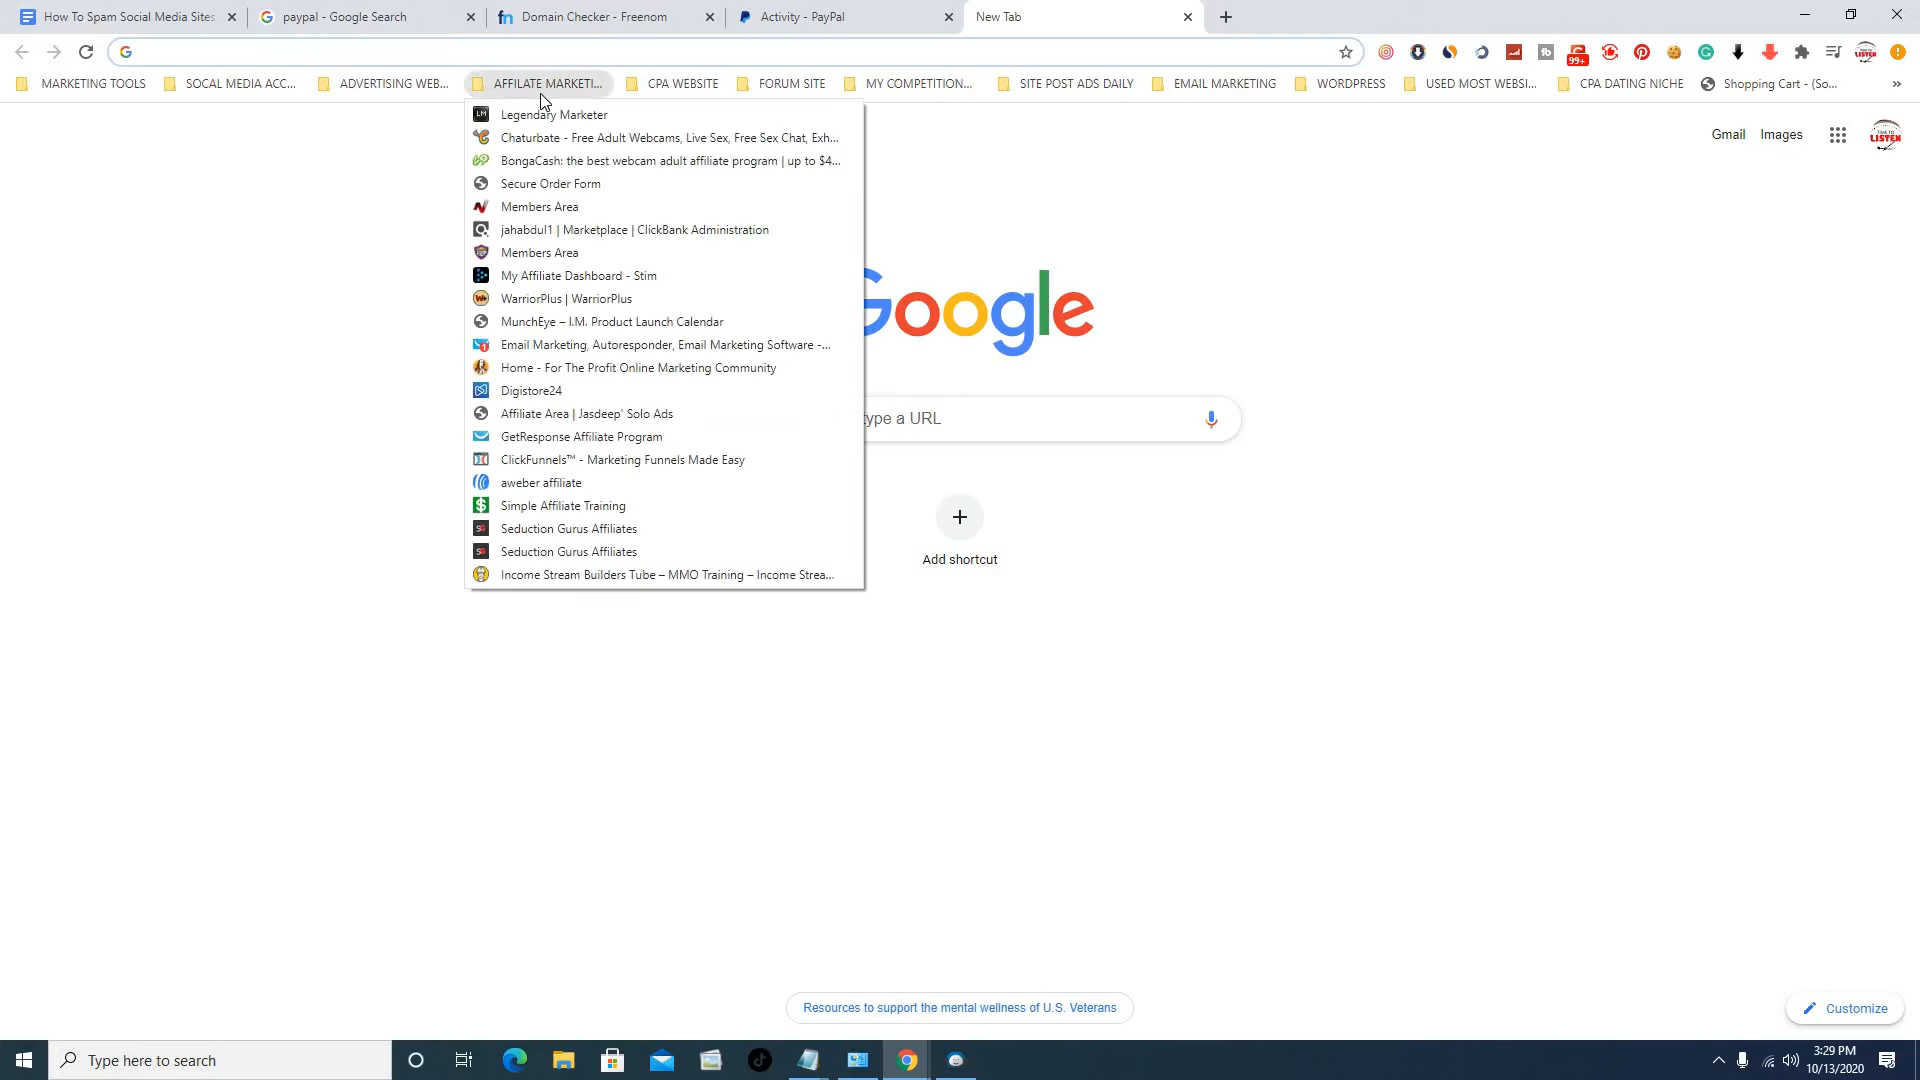 How To Spam Social Media Sites
paypal - Google Search
Domain Checker - Freenom
Activity - PayPal
New Tab
99+
MARKETING TOOLS
SOCAL MEDIA ACC...
ADVERTISING WEB...
AFFILATE MARKETI...
CPA WEBSITE
FORUM SITE
MY COMPETITION...
SITE POST ADS DAILY
EMAIL MARKETING
WORDPRESS
USED MOST WEBSI...
CPA DATING NICHE
Shopping Cart - (So...
»
Legendary Marketer
Chaturbate - Free Adult Webcams, Live Sex, Free Sex Chat, Exh...
BongaCash: the best webcam adult affiliate program | up to $4...
Secure Order Form
Members Area
jahabdul1 | Marketplace | ClickBank Administration
Members Area
My Affiliate Dashboard - Stim
WarriorPlus | WarriorPlus
MunchEye – I.M. Product Launch Calendar
Email Marketing, Autoresponder, Email Marketing Software -...
Home - For The Profit Online Marketing Community
Digistore24
Affiliate Area | Jasdeep' Solo Ads
GetResponse Affiliate Program
ClickFunnels™ - Marketing Funnels Made Easy
aweber affiliate
Simple Affiliate Training
Seduction Gurus Affiliates
Seduction Gurus Affiliates
Income Stream Builders Tube – MMO Training – Income Strea...
Gmail
Images
LISTEN
Google
type a URL
Add shortcut
Resources to support the mental wellness of U.S. Veterans
Customize
Type here to search
3:29 PM
10/13/2020